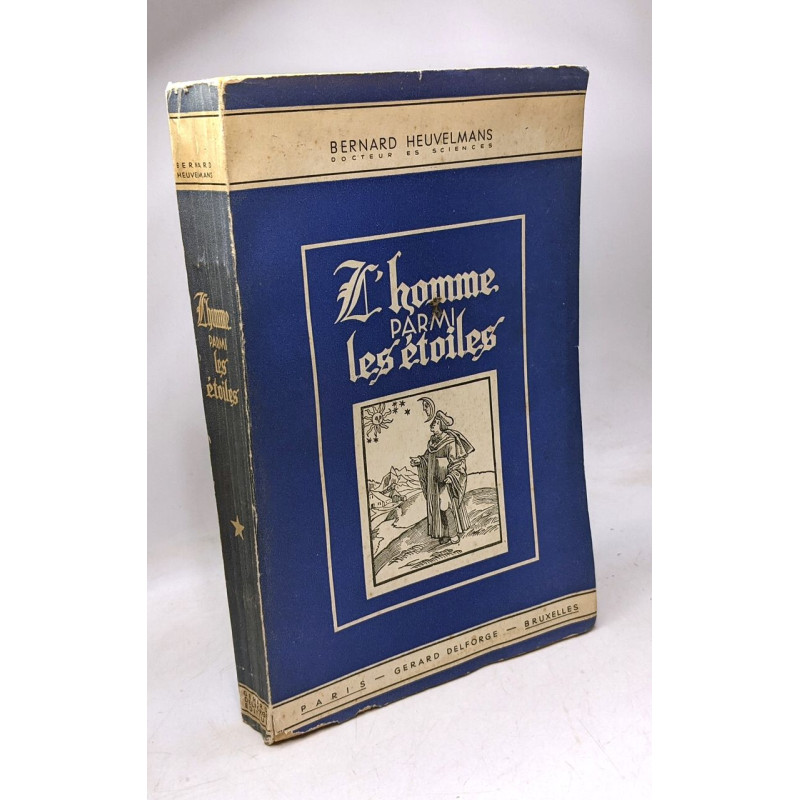 BERNARD HEUVELMANS
DOCTEUR ES SCIENCES
L'homme
PARMI
les étoiles
PARIS — GERARD DELFORGE — BRUXELLES
BERNARD
HEUVELMANS
L'homme
PARMI
les
étoiles